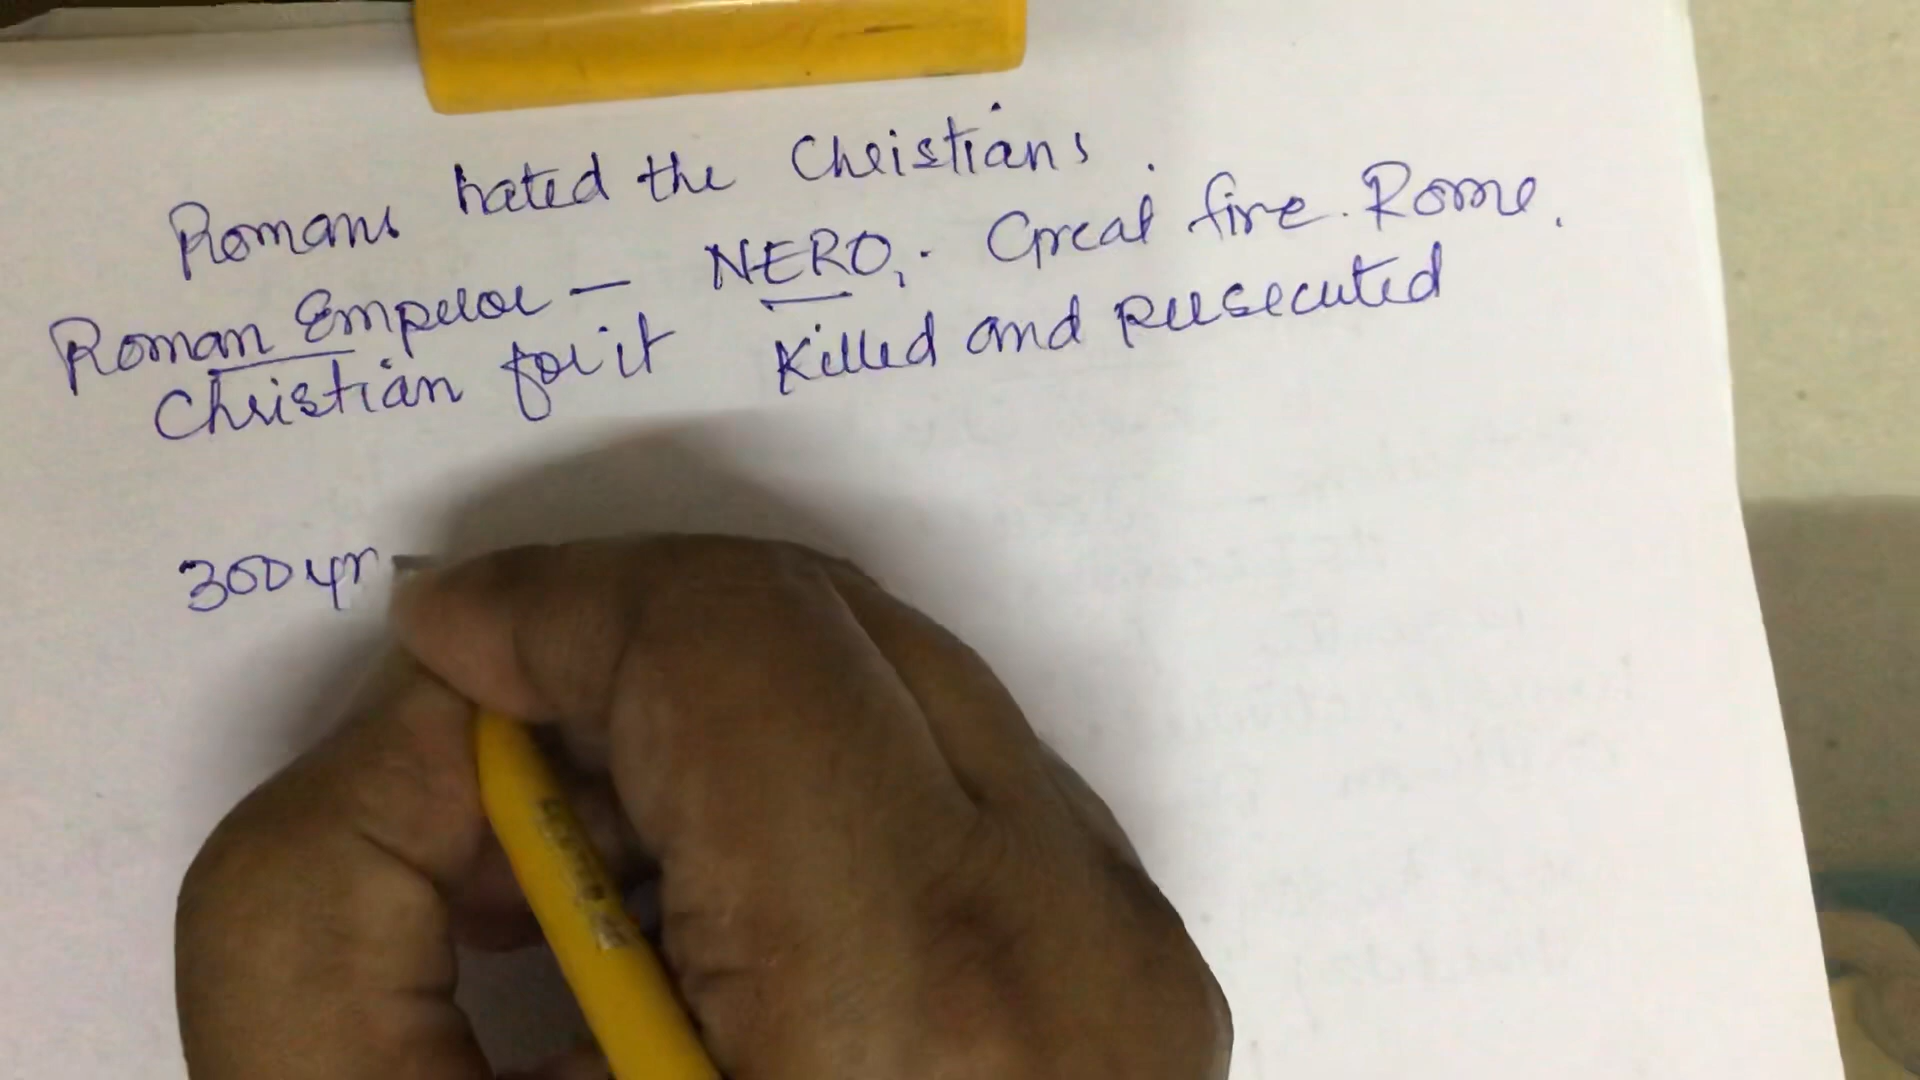 Romans hated the Christians.
Roman Emperor — NERO,. Great fire. Rome.
Christian for it Killed and persecuted
300 yr